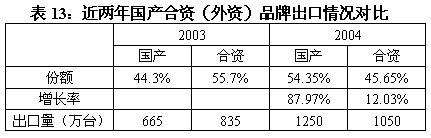 表 13：近两年国产合资（外资）品牌出口情况对比
2003 2004
国产 合资 国产 合资
份额 44.3% 55.7% 54.35% 45.65%
增长率 87.97% 12.03%
出口量（万台） 665 835 1250 1050